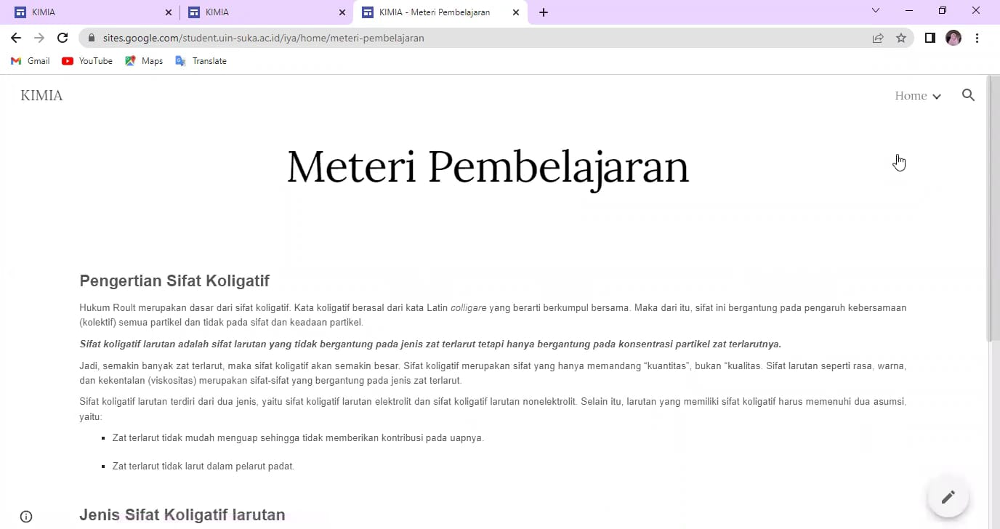 KIMIA
KIMIA
KIMIA - Meteri Pembelajaran
sites.google.com/student.uin-suka.ac.id/iya/home/meteri-pembelajaran
Gmail
YouTube
Maps
Translate
KIMIA
Home
Meteri Pembelajaran
Pengertian Sifat Koligatif
Hukum Roult merupakan dasar dari sifat koligatif. Kata koligatif berasal dari kata Latin colligare yang berarti berkumpul bersama. Maka dari itu, sifat ini bergantung pada pengaruh kebersamaan
(kolektif) semua partikel dan tidak pada sifat dan keadaan partikel.
Sifat koligatif larutan adalah sifat larutan yang tidak bergantung pada jenis zat terlarut tetapi hanya bergantung pada konsentrasi partikel zat terlarutnya.
Jadi, semakin banyak zat terlarut, maka sifat koligatif akan semakin besar. Sifat koligatif merupakan sifat yang hanya memandang “kuantitas”, bukan “kualitas. Sifat larutan seperti rasa, warna,
dan kekentalan (viskositas) merupakan sifat-sifat yang bergantung pada jenis zat terlarut.
Sifat koligatif larutan terdiri dari dua jenis, yaitu sifat koligatif larutan elektrolit dan sifat koligatif larutan nonelektrolit. Selain itu, larutan yang memiliki sifat koligatif harus memenuhi dua asumsi,
yaitu:
▪ Zat terlarut tidak mudah menguap sehingga tidak memberikan kontribusi pada uapnya.
▪ Zat terlarut tidak larut dalam pelarut padat.
Jenis Sifat Koligatif larutan